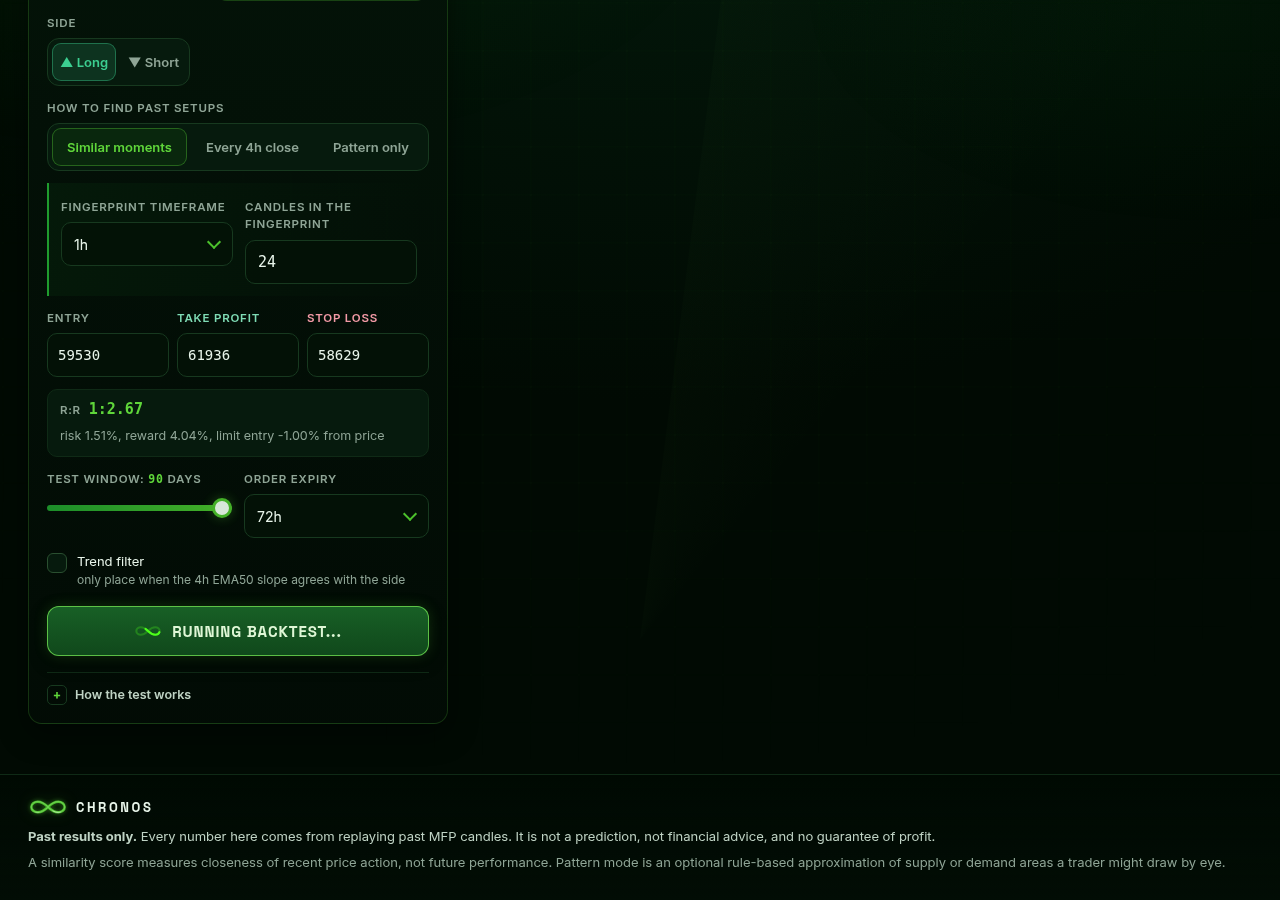 SIDE
▲ Long ▼ Short
HOW TO FIND PAST SETUPS
Similar moments Every 4h close Pattern only
FINGERPRINT TIMEFRAME
1h
CANDLES IN THE
FINGERPRINT
24
ENTRY TAKE PROFIT STOP LOSS
59530 61936 58629
R:R 1:2.67
risk 1.51%, reward 4.04%, limit entry -1.00% from price
TEST WINDOW: 90 DAYS
ORDER EXPIRY
72h
Trend filter
only place when the 4h EMA50 slope agrees with the side
RUNNING BACKTEST...
+ How the test works
CHRONOS
Past results only. Every number here comes from replaying past MFP candles. It is not a prediction, not financial advice, and no guarantee of profit.
A similarity score measures closeness of recent price action, not future performance. Pattern mode is an optional rule-based approximation of supply or demand areas a trader might draw by eye.